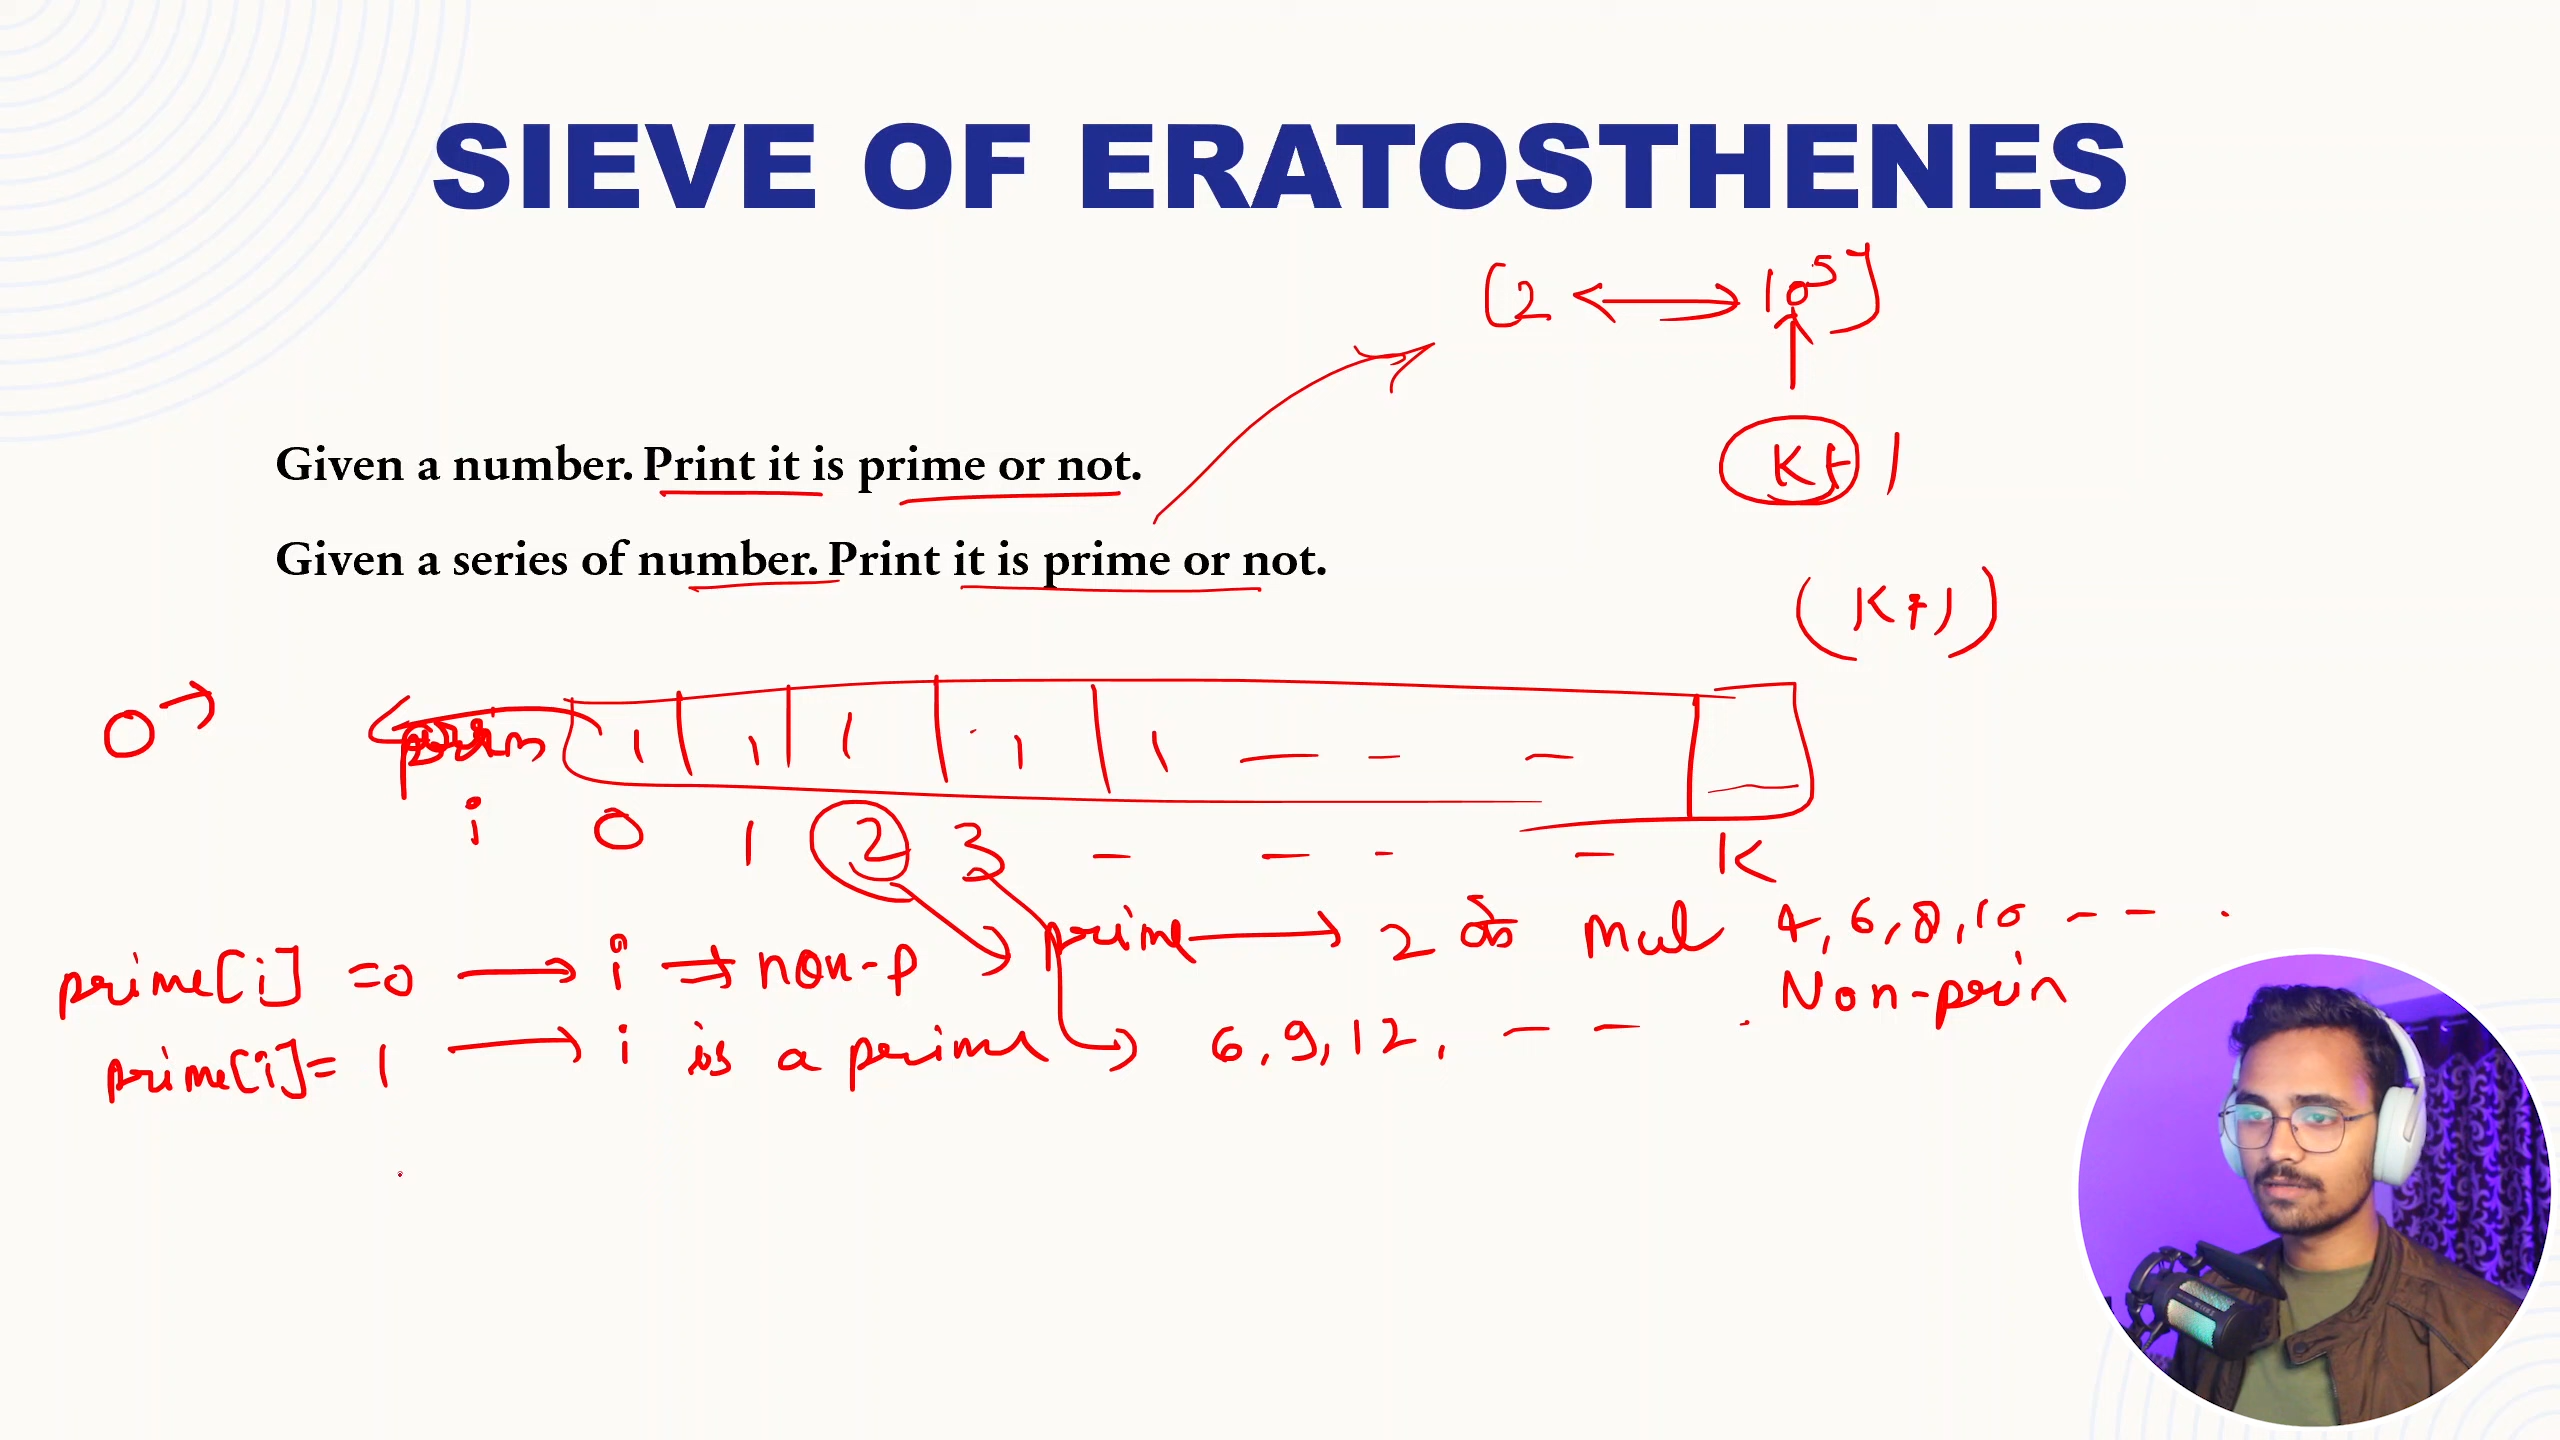 SIEVE OF ERATOSTHENES
[2 ⟷ 10⁵]
K+1
Given a number. Print it is prime or not.
Given a series of number. Print it is prime or not.
(K+1)
0 →
1 1 1 1 1 — - —
i 0 1 2 3 — — - — K
prime → 2 mul 4, 6, 8, 10 - - .
prime[i] =0 → i → non-p
Non-prim
prime[i]= 1 → i is a prime
6, 9, 12, — — .